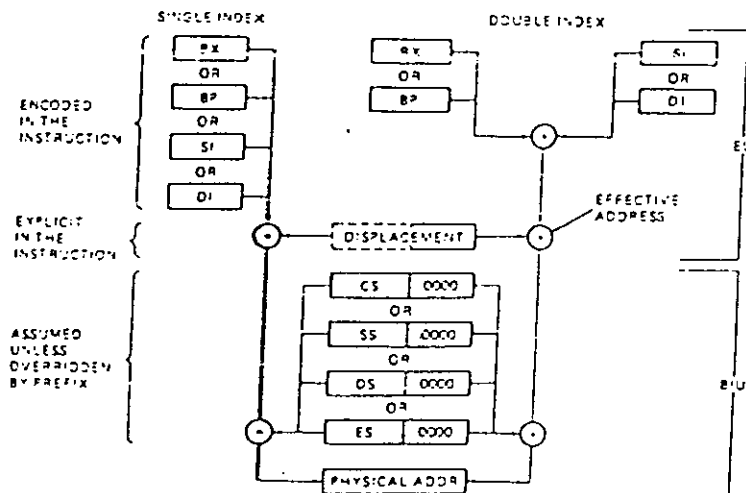 SINGLE INDEX
DOUBLE INDEX
BX
OR
BP
OR
SI
OR
DI
BX
OR
BP
SI
OR
DI
ENCODED
IN THE
INSTRUCTION
EU
EXPLICIT
IN THE
INSTRUCTION
DISPLACEMENT
EFFECTIVE
ADDRESS
ASSUMED
UNLESS
OVERRIDDEN
BY PREFIX
CS 0000
OR
SS 0000
OR
DS 0000
OR
ES 0000
BIU
PHYSICAL ADDR